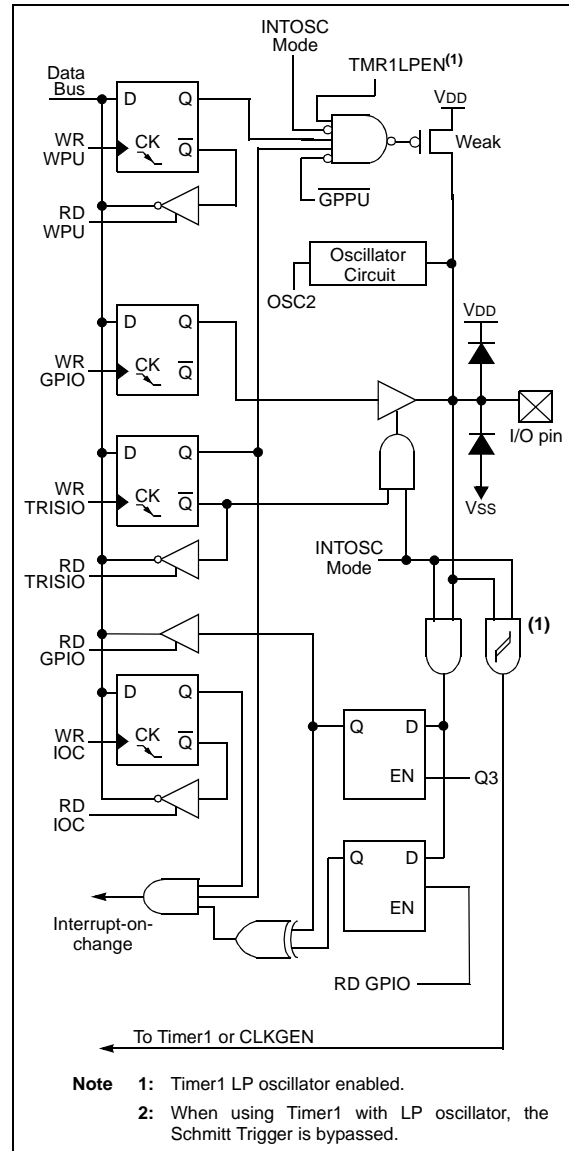 INTOSC
Mode
TMR1LPEN(1)
Data
Bus
D Q
VDD
WR
WPU
CK
Q
Weak
RD
WPU
GPPU
Oscillator
Circuit
OSC2
D Q
VDD
WR
GPIO
CK
Q
I/O pin
D Q
WR
TRISIO
CK
Q
VSS
INTOSC
Mode
RD
TRISIO
(1)
RD
GPIO
D Q
WR
IOC
CK
Q
Q D
EN
Q3
RD
IOC
Q D
EN
Interrupt-on-
change
RD GPIO
To Timer1 or CLKGEN
Note 1: Timer1 LP oscillator enabled.
2: When using Timer1 with LP oscillator, the
Schmitt Trigger is bypassed.